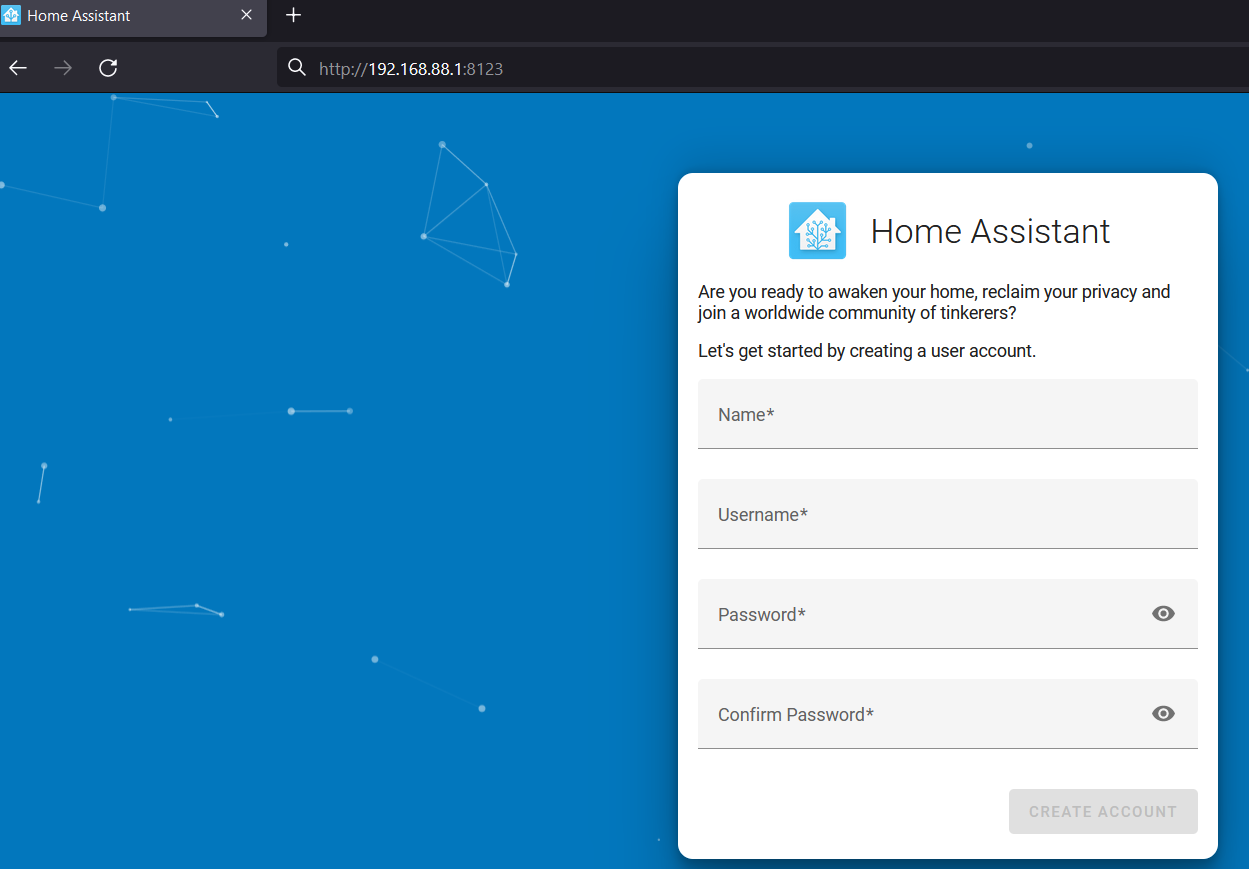 Home Assistant
http://192.168.88.1:8123
Home Assistant
Are you ready to awaken your home, reclaim your privacy and
join a worldwide community of tinkerers?
Let's get started by creating a user account.
Name*
Username*
Password*
Confirm Password*
CREATE ACCOUNT